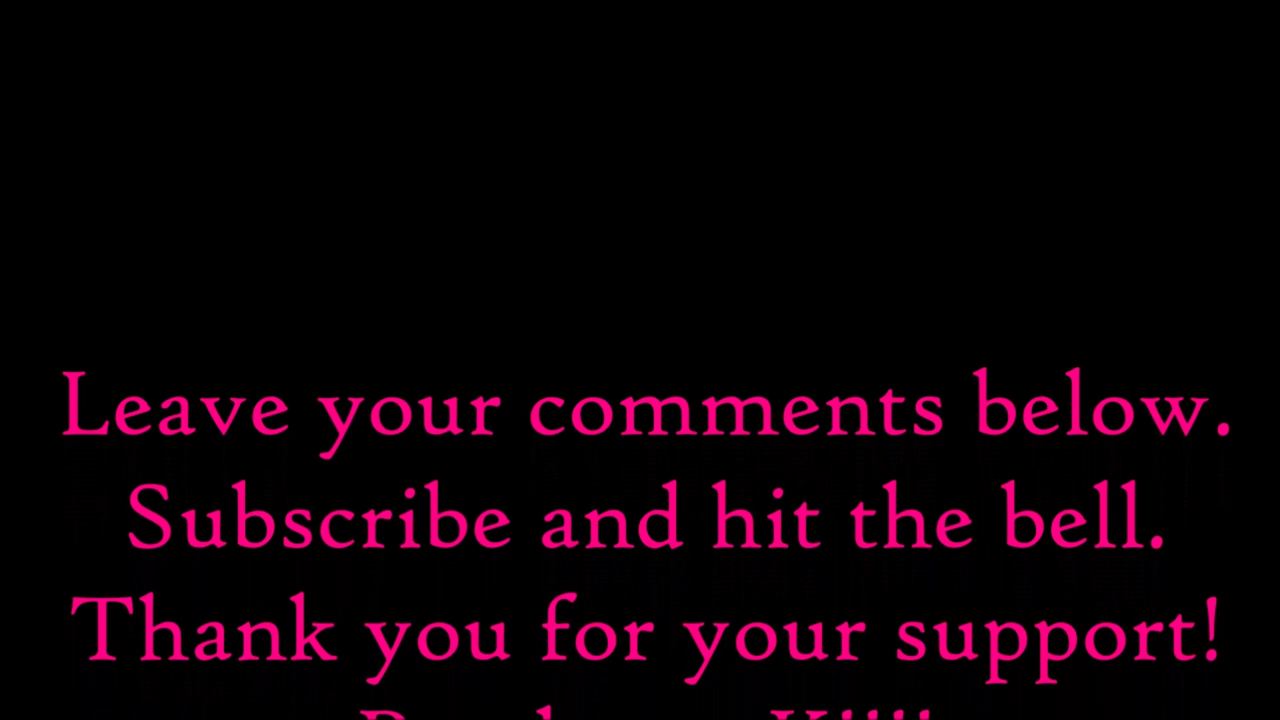 Leave your comments below.
Subscribe and hit the bell.
Thank you for your support!